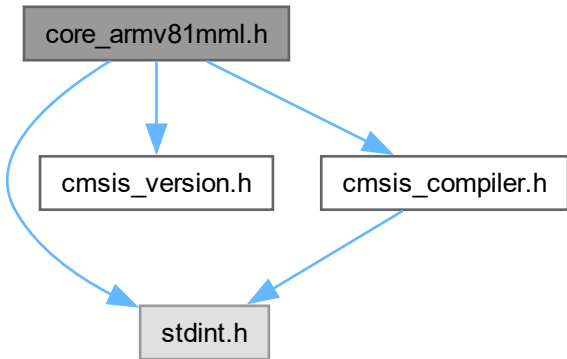 core_armv81mml.h
cmsis_version.h
cmsis_compiler.h
stdint.h